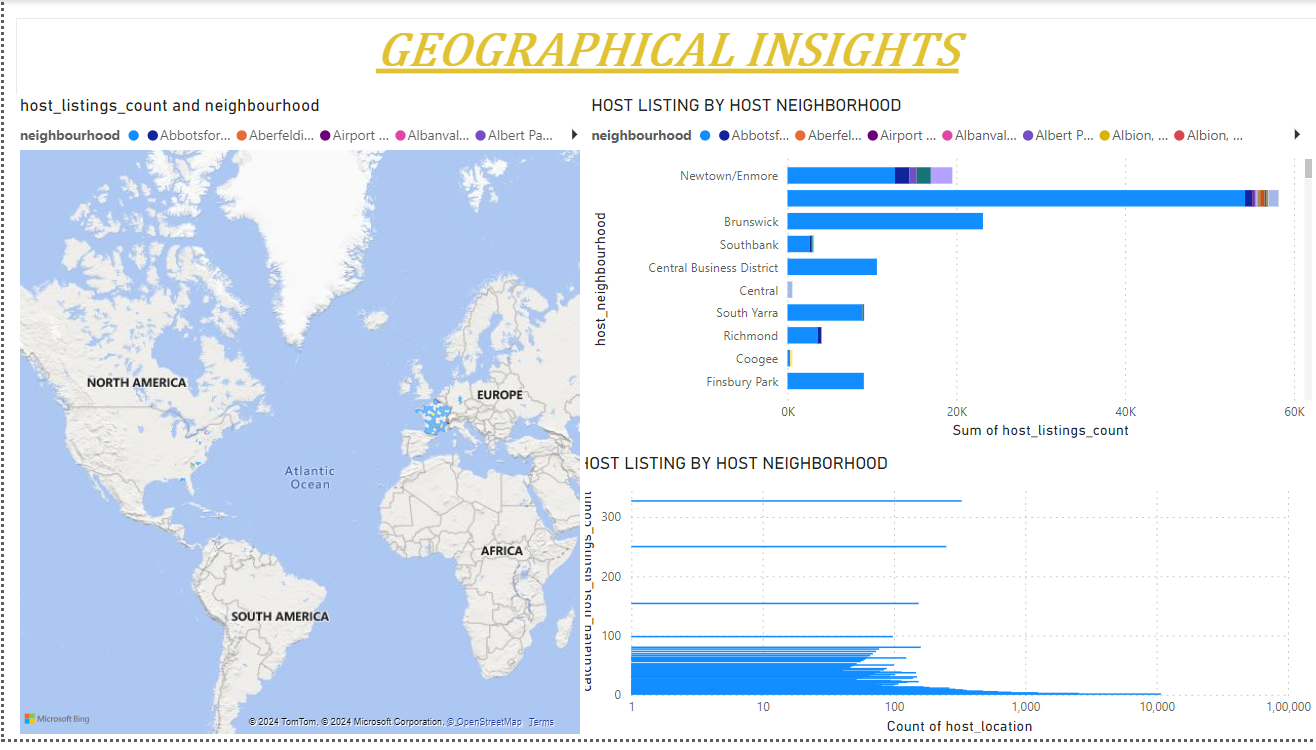 GEOGRAPHICAL INSIGHTS
host_listings_count and neighbourhood
neighbourhood Abbotsfor... Aberfeldi... Airport ... Albanval... Albert Pa...
NORTH AMERICA
EUROPE
Atlantic
Ocean
AFRICA
SOUTH AMERICA
Microsoft Bing
© 2024 TomTom, © 2024 Microsoft Corporation, © OpenStreetMap Terms
HOST LISTING BY HOST NEIGHBORHOOD
neighbourhood Abbotsf... Aberfel... Airport ... Albanval... Albert P... Albion, ... Albion, ...
host_neighbourhood
Newtown/Enmore
Brunswick
Southbank
Central Business District
Central
South Yarra
Richmond
Coogee
Finsbury Park
0K 20K 40K 60K
Sum of host_listings_count
HOST LISTING BY HOST NEIGHBORHOOD
calculated_host_listings_count
300
200
100
0
1 10 100 1,000 10,000 1,00,000
Count of host_location